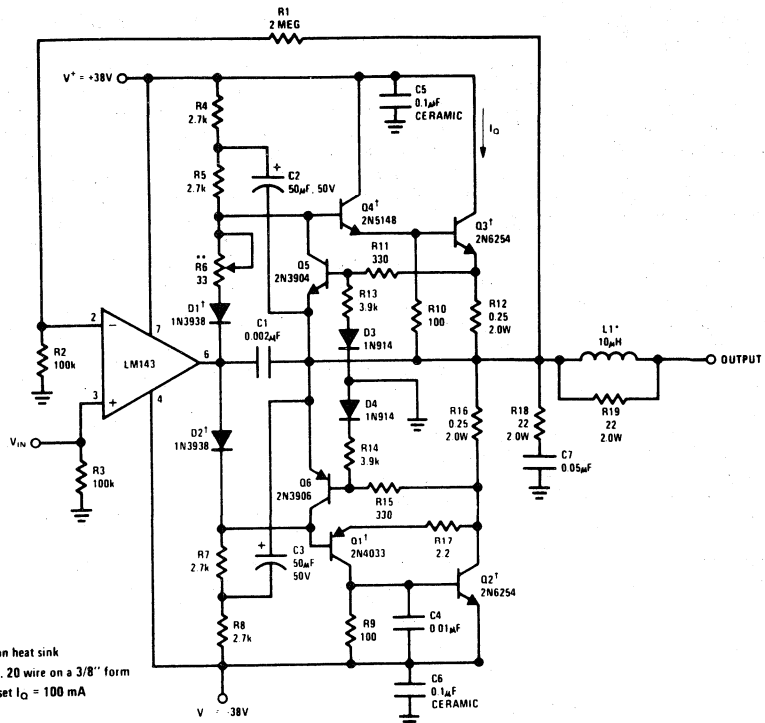 R1
2 MEG
V+ = +38V
R4
2.7k
C5
0.1µF
CERAMIC
IQ
R5
2.7k
+
C2
50µF, 50V
Q4†
2N5148
Q3†
2N6254
R11
330
**
R6
33
Q5
2N3904
R13
3.9k
R10
100
R12
0.25
2.0W
D1†
1N3938
C1
0.002µF
D3
1N914
L1*
10µH
2
−
7
R2
100k
LM143
6
OUTPUT
3
+
4
D4
1N914
R16
0.25
2.0W
R18
22
2.0W
R19
22
2.0W
D2†
1N3938
VIN
R14
3.9k
C7
0.05µF
R3
100k
Q6
2N3906
R15
330
Q1†
2N4033
R17
2.2
R7
2.7k
+
C3
50µF
50V
Q2†
2N6254
R8
2.7k
R9
100
C4
0.01µF
on heat sink
. 20 wire on a 3/8'' form
set IQ = 100 mA
C6
0.1µF
CERAMIC
V = -38V